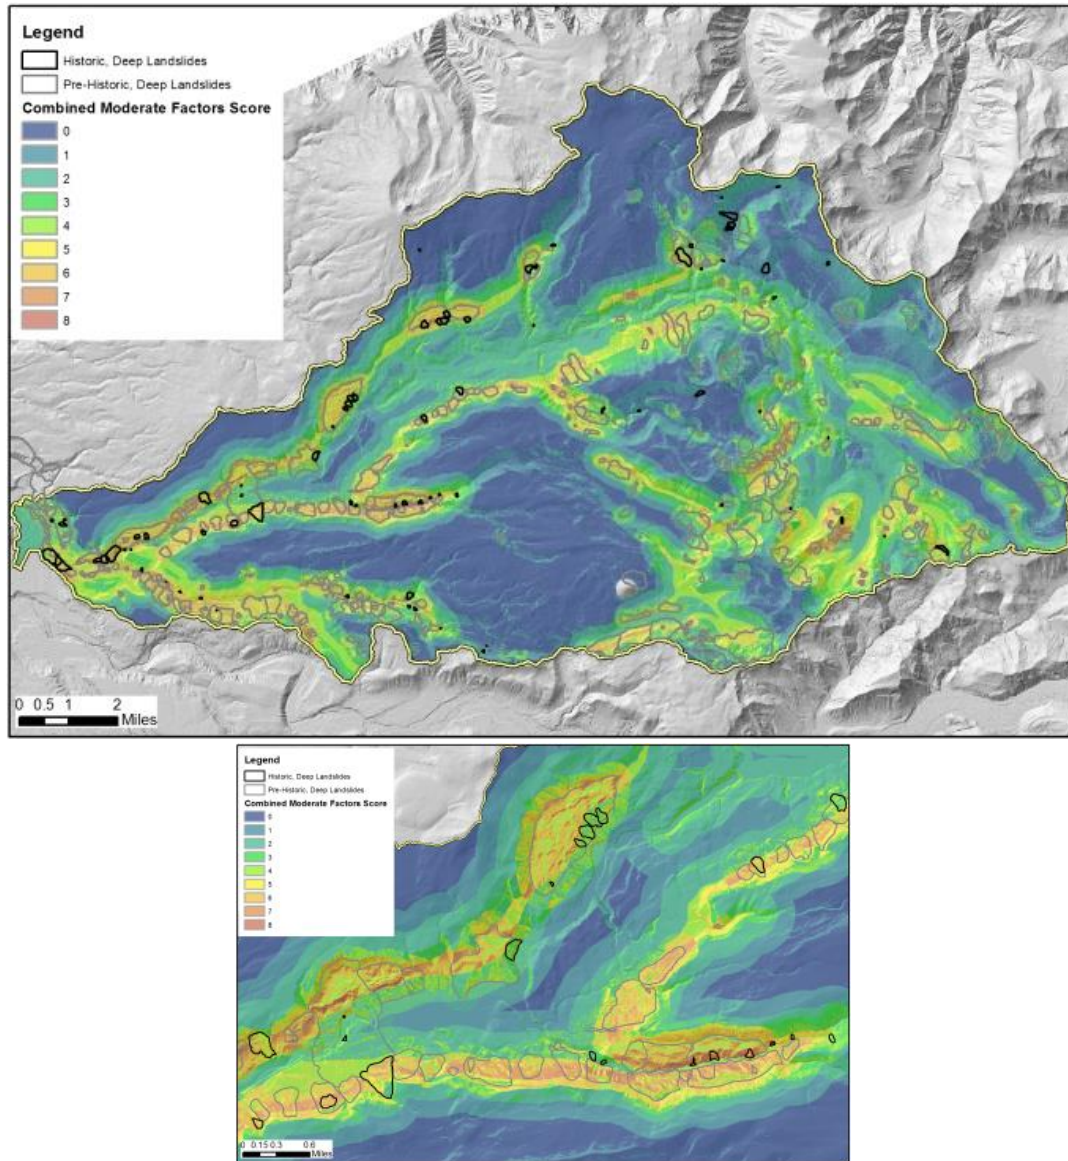 Legend
Historic, Deep Landslides
Pre-Historic, Deep Landslides
Combined Moderate Factors Score
0
1
2
3
4
5
6
7
8
0 0.5 1 2
Miles
Legend
Historic, Deep Landslides
Pre-Historic, Deep Landslides
Combined Moderate Factors Score
0
1
2
3
4
5
6
7
8
0 0.15 0.3 0.6
Miles